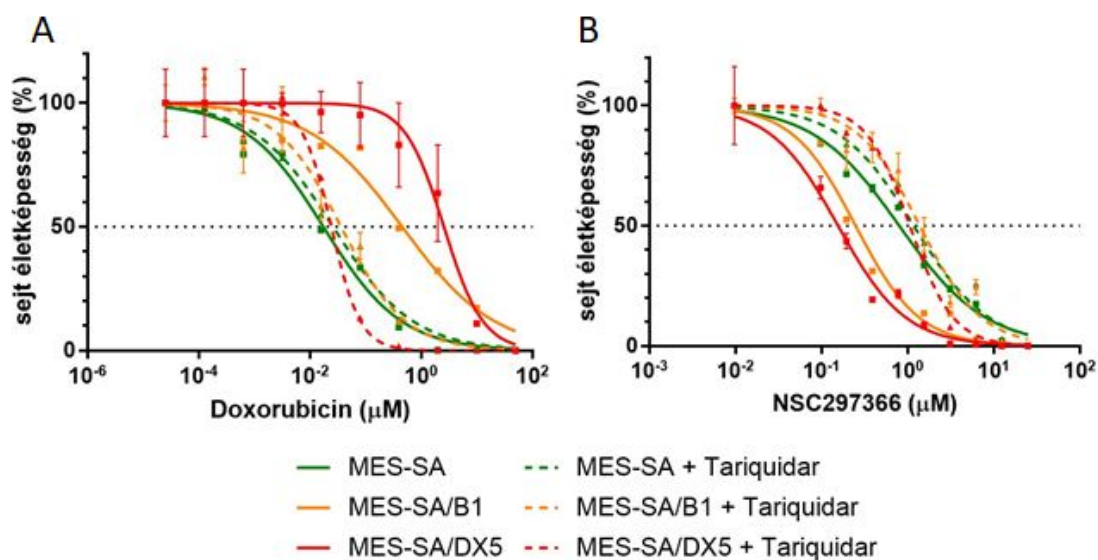 A
sejt életképesség (%)
100
50
0
10-6
10-4
10-2
100
102
Doxorubicin (μM)
B
sejt életképesség (%)
100
50
0
10-3
10-2
10-1
100
101
102
NSC297366 (μM)
MES-SA
MES-SA + Tariquidar
MES-SA/B1
MES-SA/B1 + Tariquidar
MES-SA/DX5
MES-SA/DX5 + Tariquidar